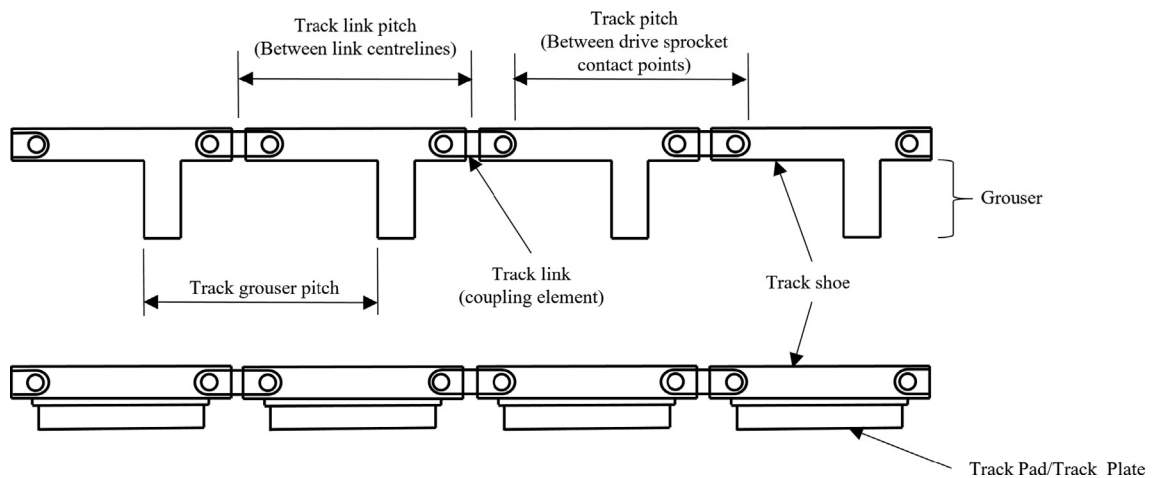 Track link pitch
(Between link centrelines)
Track pitch
(Between drive sprocket
contact points)
Grouser
Track grouser pitch
Track link
(coupling element)
Track shoe
Track Pad/Track Plate